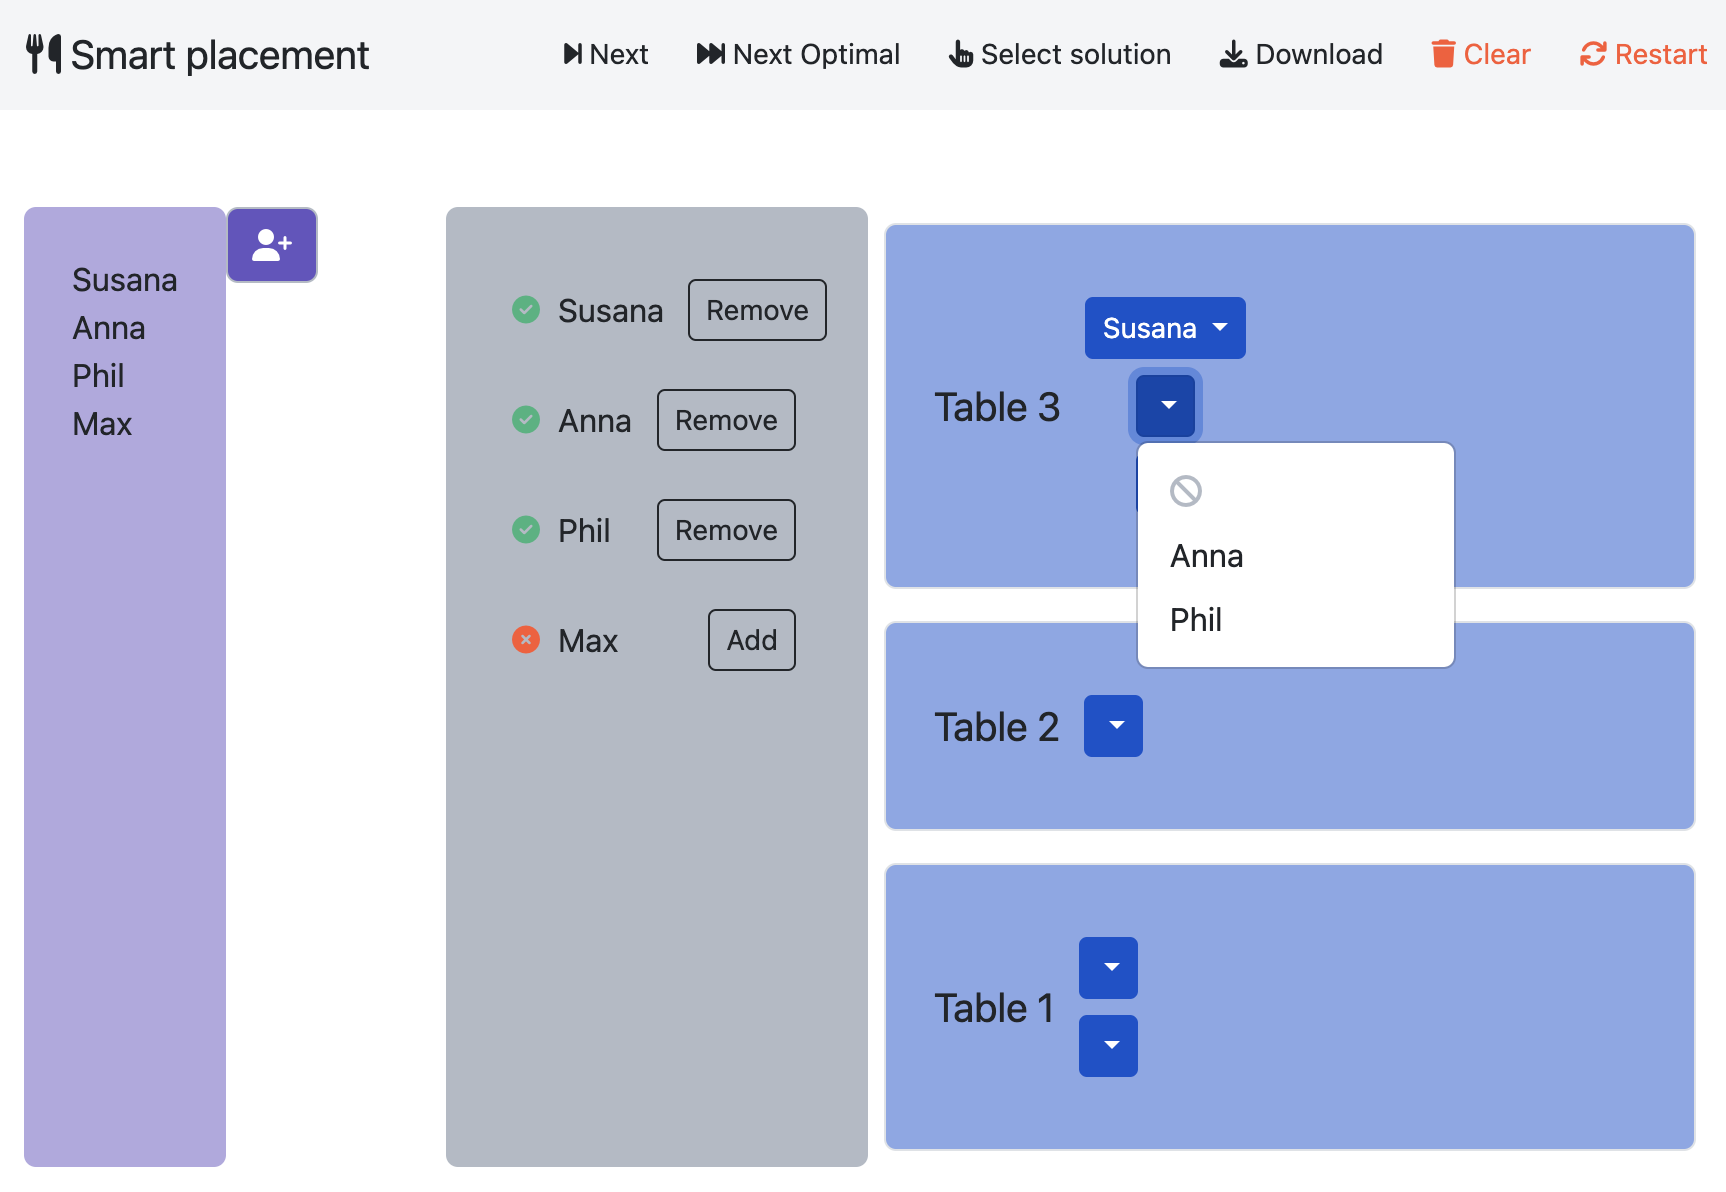 Smart placement
Next
Next Optimal
Select solution
Download
Clear
Restart
Susana
Anna
Phil
Max
Susana Remove
Anna Remove
Phil Remove
Max Add
Table 3
Susana
Anna
Phil
Table 2
Table 1